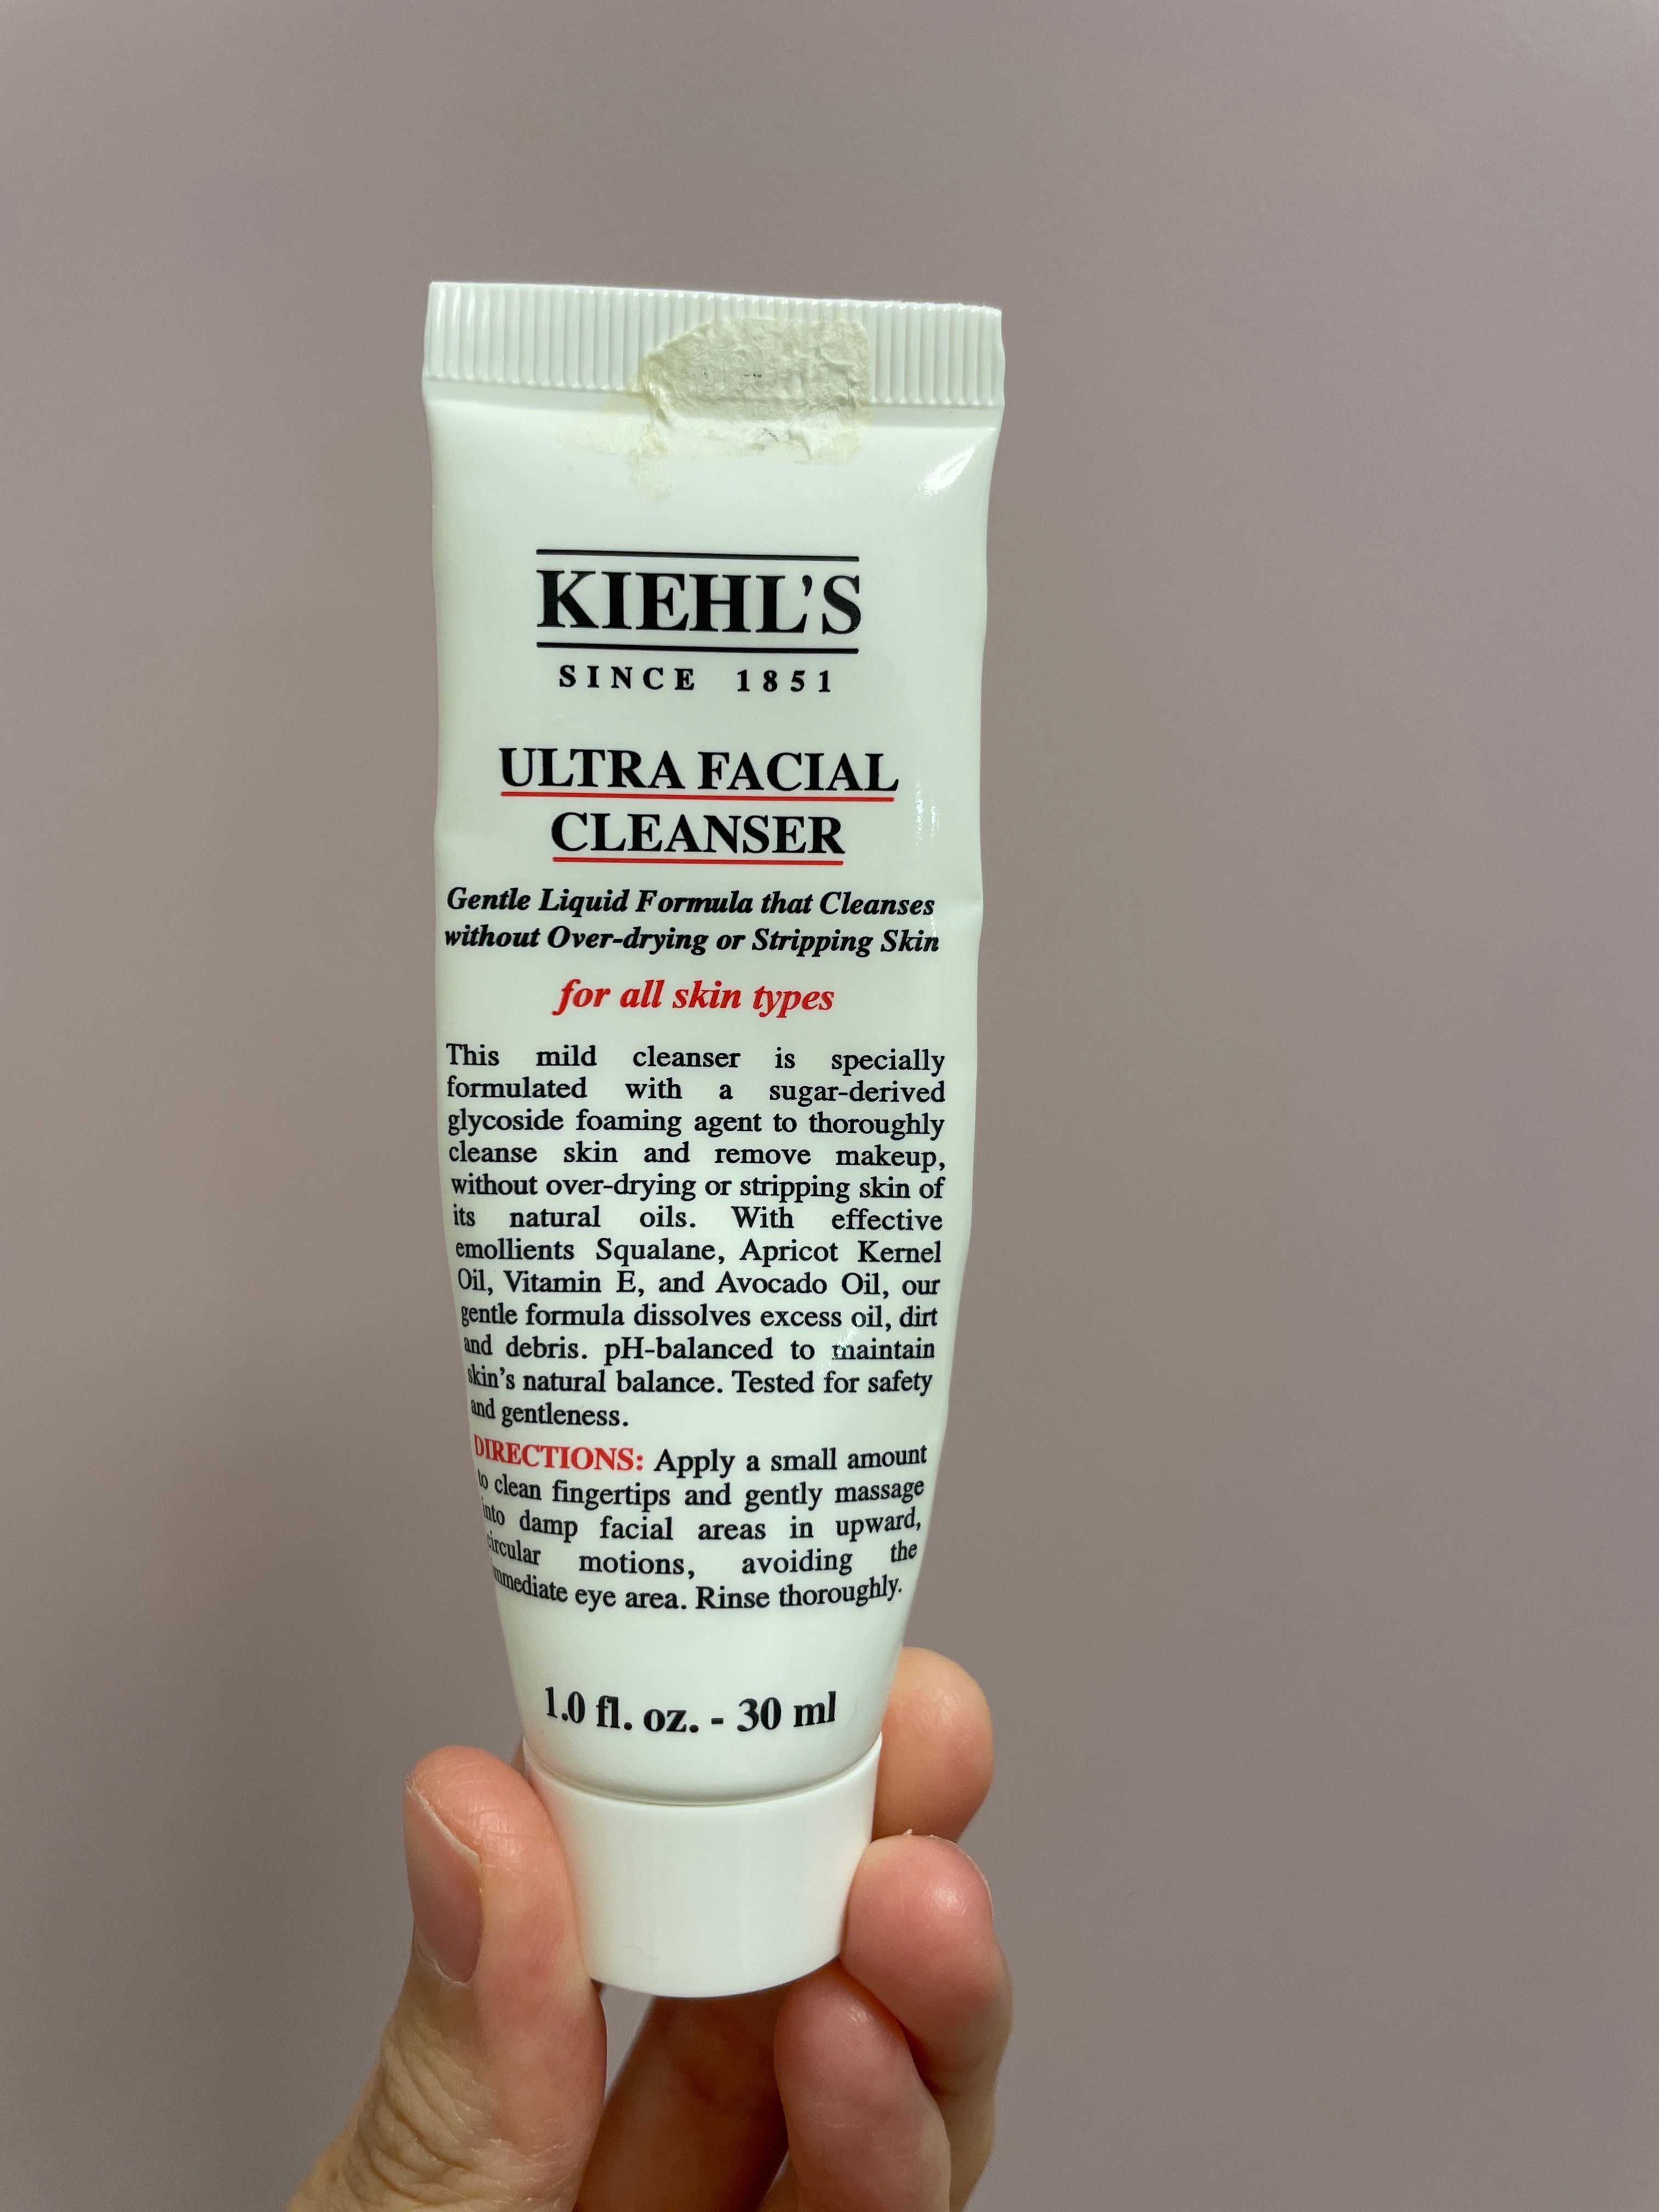 KIEHL'S
SINCE 1851
ULTRA FACIAL
CLEANSER
Gentle Liquid Formula that Cleanses
without Over-drying or Stripping Skin
for all skin types
This mild cleanser is specially
formulated with a sugar-derived
glycoside foaming agent to thoroughly
cleanse skin and remove makeup,
without over-drying or stripping skin of
its natural oils. With effective
emollients Squalane, Apricot Kernel
Oil, Vitamin E, and Avocado Oil, our
gentle formula dissolves excess oil, dirt
and debris. pH-balanced to maintain
skin's natural balance. Tested for safety
and gentleness.
DIRECTIONS: Apply a small amount
to clean fingertips and gently massage
into damp facial areas in upward,
circular motions, avoiding the
immediate eye area. Rinse thoroughly.
1.0 fl. oz. - 30 ml